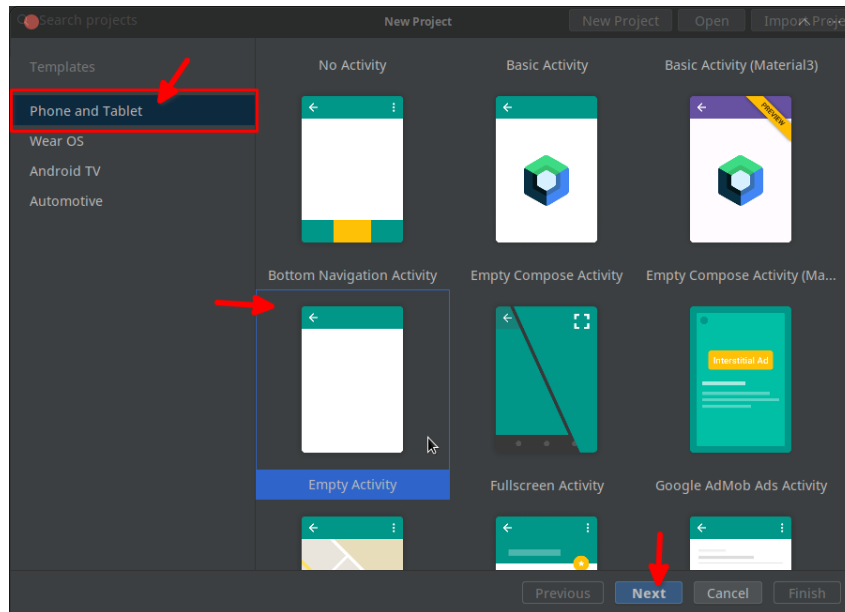 Search projects
New Project
New Project
Open
Import Proje
Templates
Phone and Tablet
Wear OS
Android TV
Automotive
No Activity
Basic Activity
Basic Activity (Material3)
PREVIEW
Bottom Navigation Activity
Empty Compose Activity
Empty Compose Activity (Ma...
Interstitial Ad
Empty Activity
Fullscreen Activity
Google AdMob Ads Activity
Previous
Next
Cancel
Finish